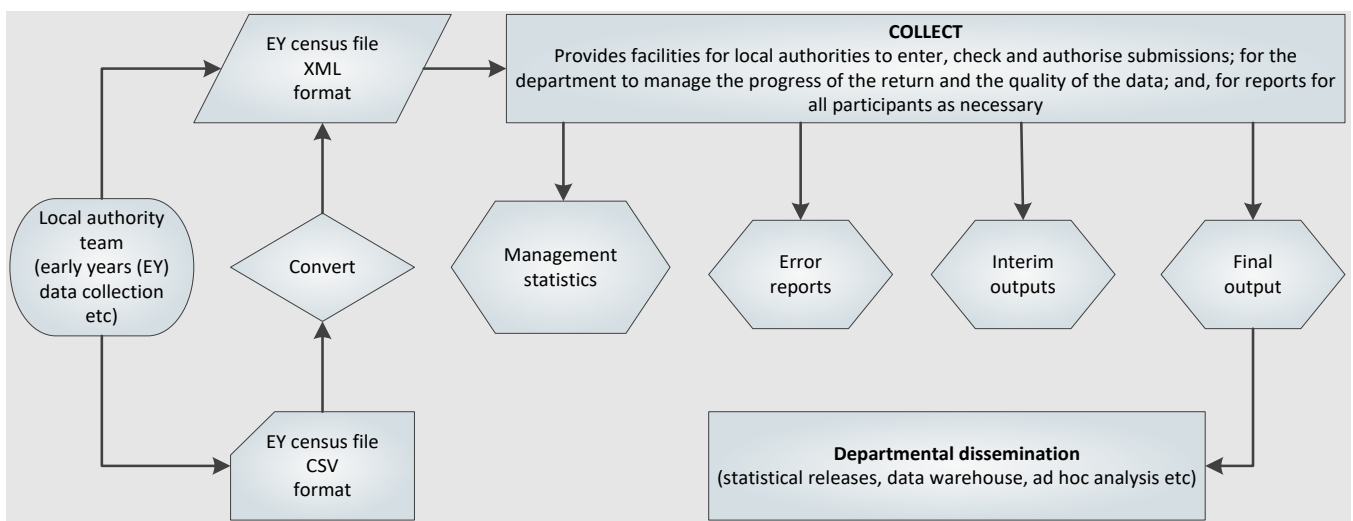 EY census file
XML
format
COLLECT
Provides facilities for local authorities to enter, check and authorise submissions; for the
department to manage the progress of the return and the quality of the data; and, for reports for
all participants as necessary
Local authority
team
(early years (EY)
data collection
etc)
Convert
Management
statistics
Error
reports
Interim
outputs
Final
output
EY census file
CSV
format
Departmental dissemination
(statistical releases, data warehouse, ad hoc analysis etc)